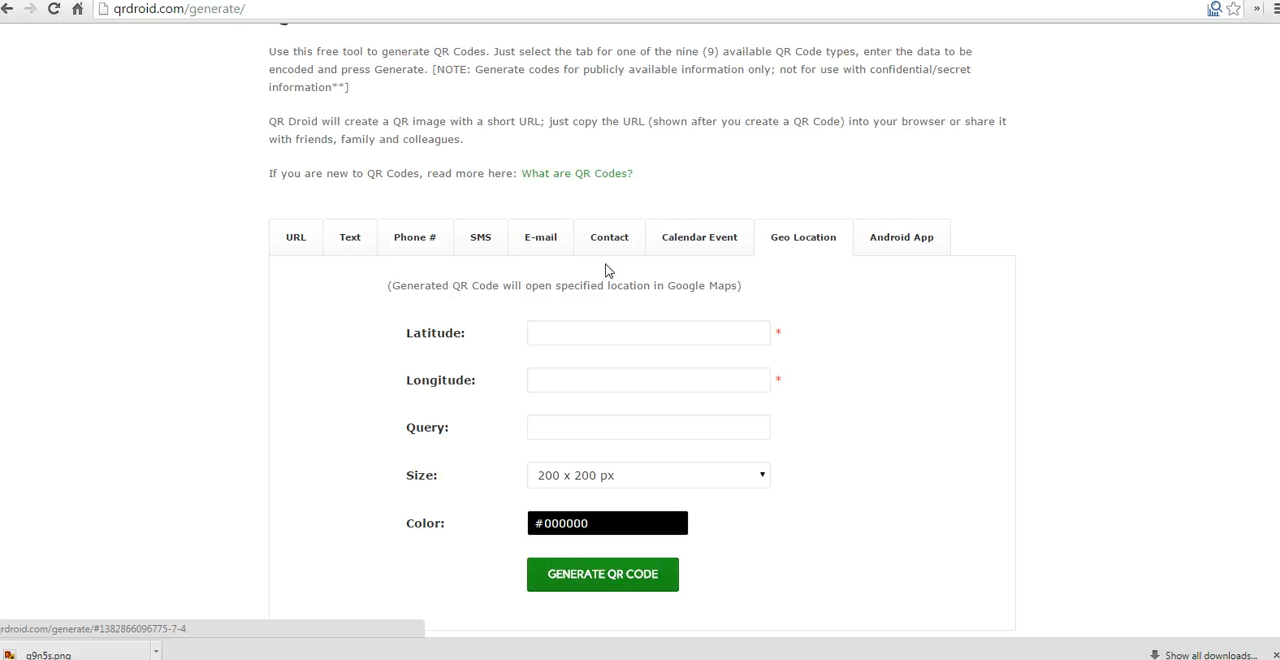 qrdroid.com/generate/
Use this free tool to generate QR Codes. Just select the tab for one of the nine (9) available QR Code types, enter the data to
be encoded and press Generate. [NOTE: Generate codes for publicly available information only; not for use with confidential/secret
information**]
QR Droid will create a QR image with a short URL; just copy the URL (shown after you create a QR Code) into your browser or share it
with friends, family and colleagues.
If you are new to QR Codes, read more here: What are QR Codes?
URL Text Phone # SMS E-mail Contact Calendar Event Geo Location Android App
(Generated QR Code will open specified location in Google Maps)
Latitude: *
Longitude: *
Query:
Size: 200 x 200 px
Color: #000000
GENERATE QR CODE
rdroid.com/generate/#1382866096775-7-4
q9n5s.png
Show all downloads...